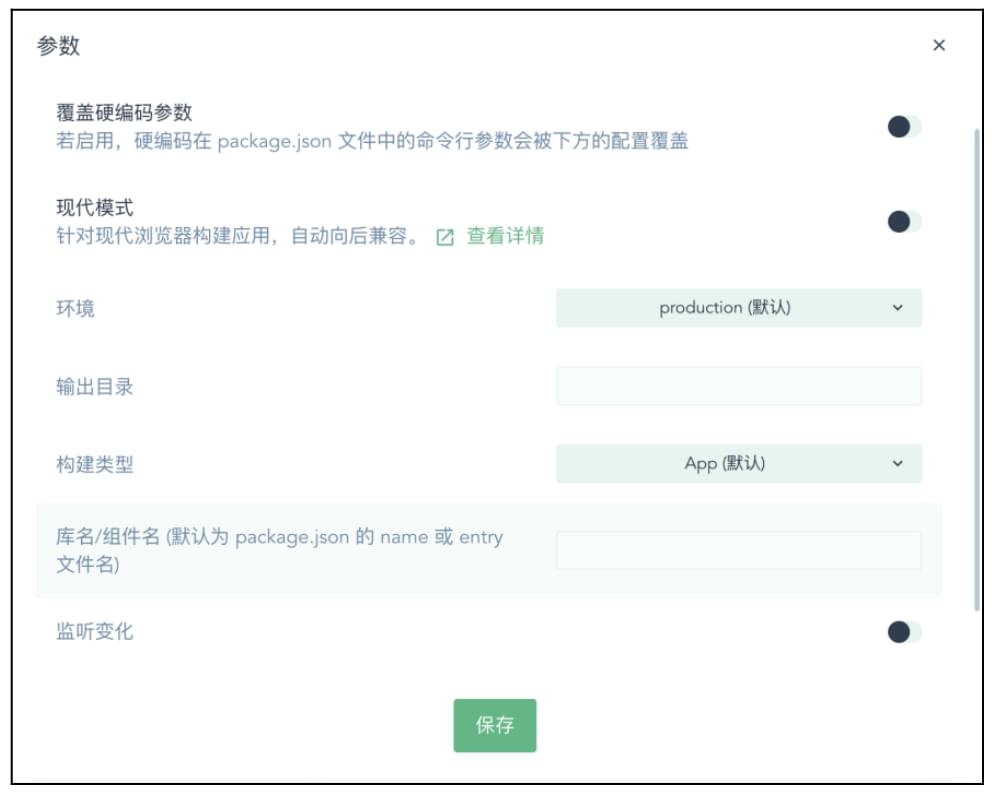 参数
覆盖硬编码参数
若启用，硬编码在 package.json 文件中的命令行参数会被下方的配置覆盖
现代模式
针对现代浏览器构建应用，自动向后兼容。 查看详情
环境
production (默认)
输出目录
构建类型
App (默认)
库名/组件名 (默认为 package.json 的 name 或 entry
文件名)
监听变化
保存